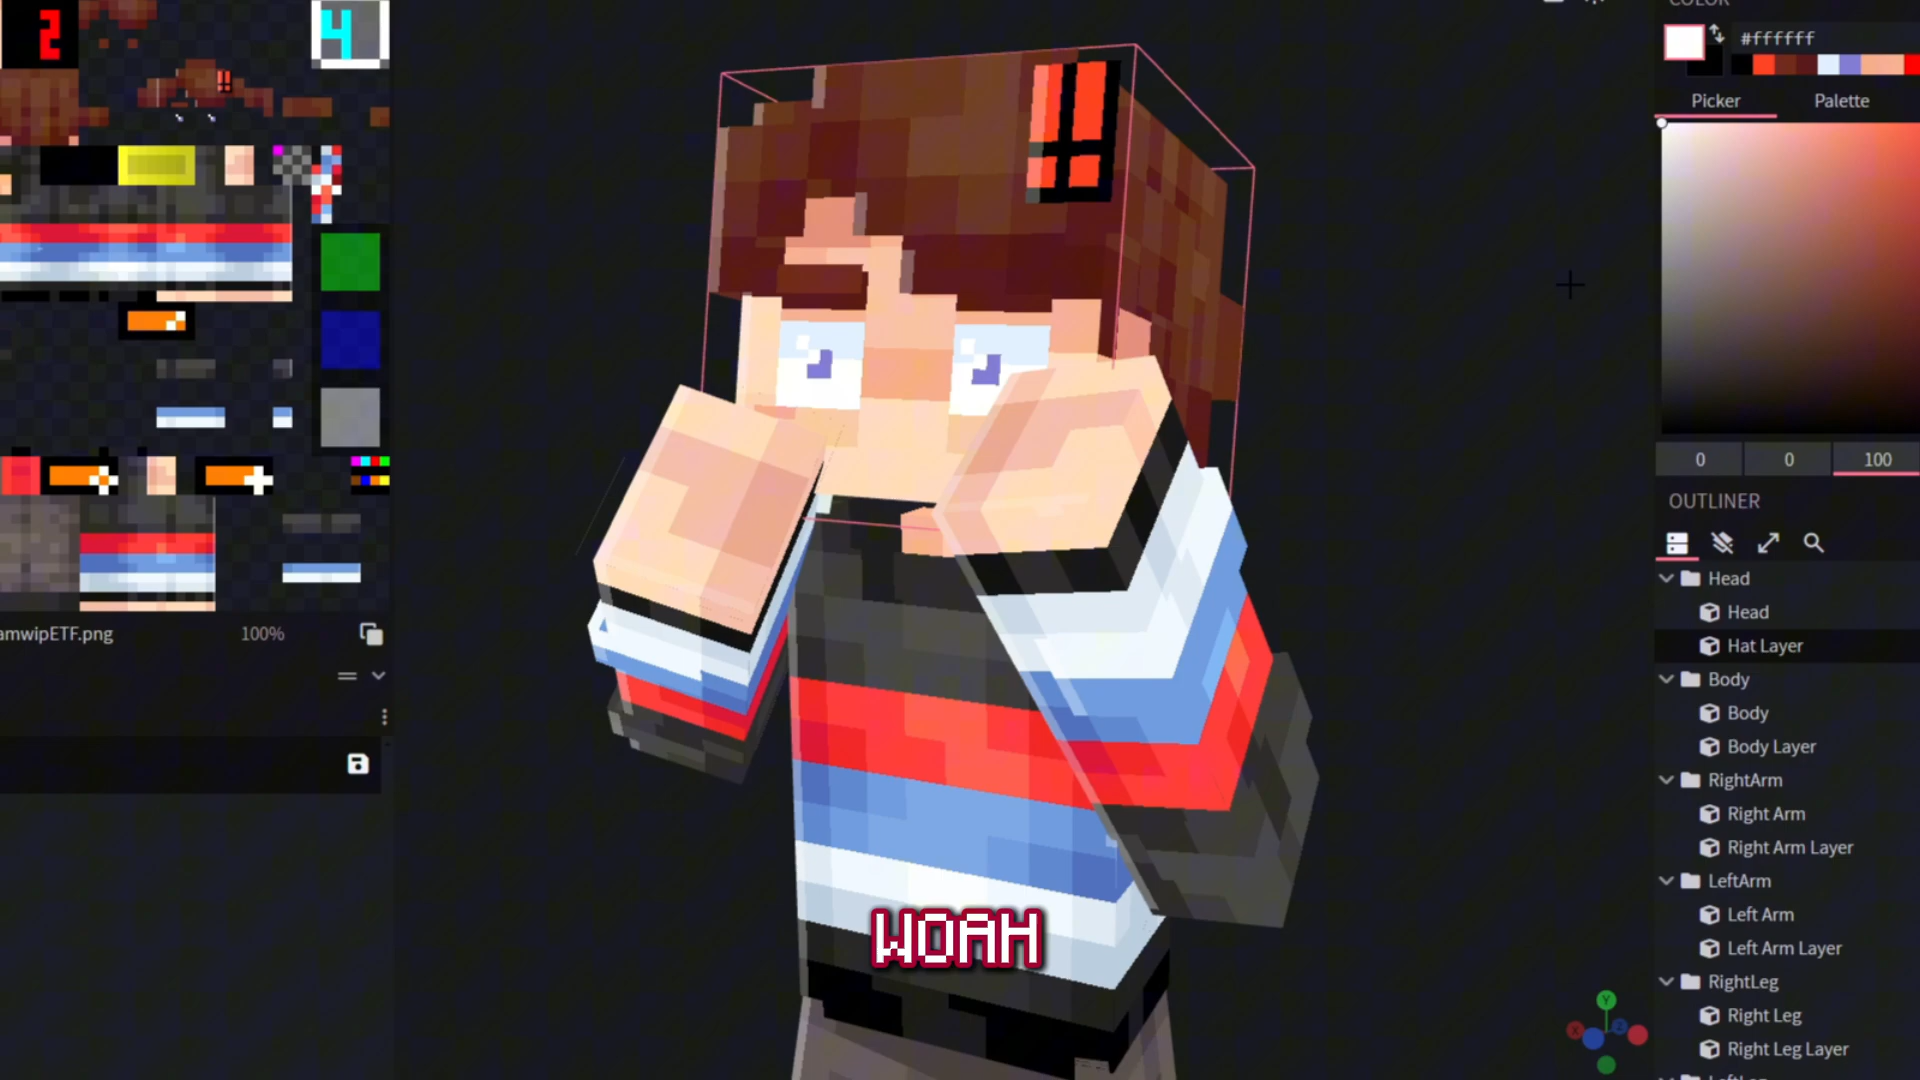 2
4
COLOR
#ffffff
Picker
Palette
0
0
100
OUTLINER
Head
Head
Hat Layer
Body
Body
Body Layer
RightArm
Right Arm
Right Arm Layer
LeftArm
Left Arm
Left Arm Layer
RightLeg
Right Leg
Right Leg Layer
amwipETF.png
100%
WOAH
Y
X
Z